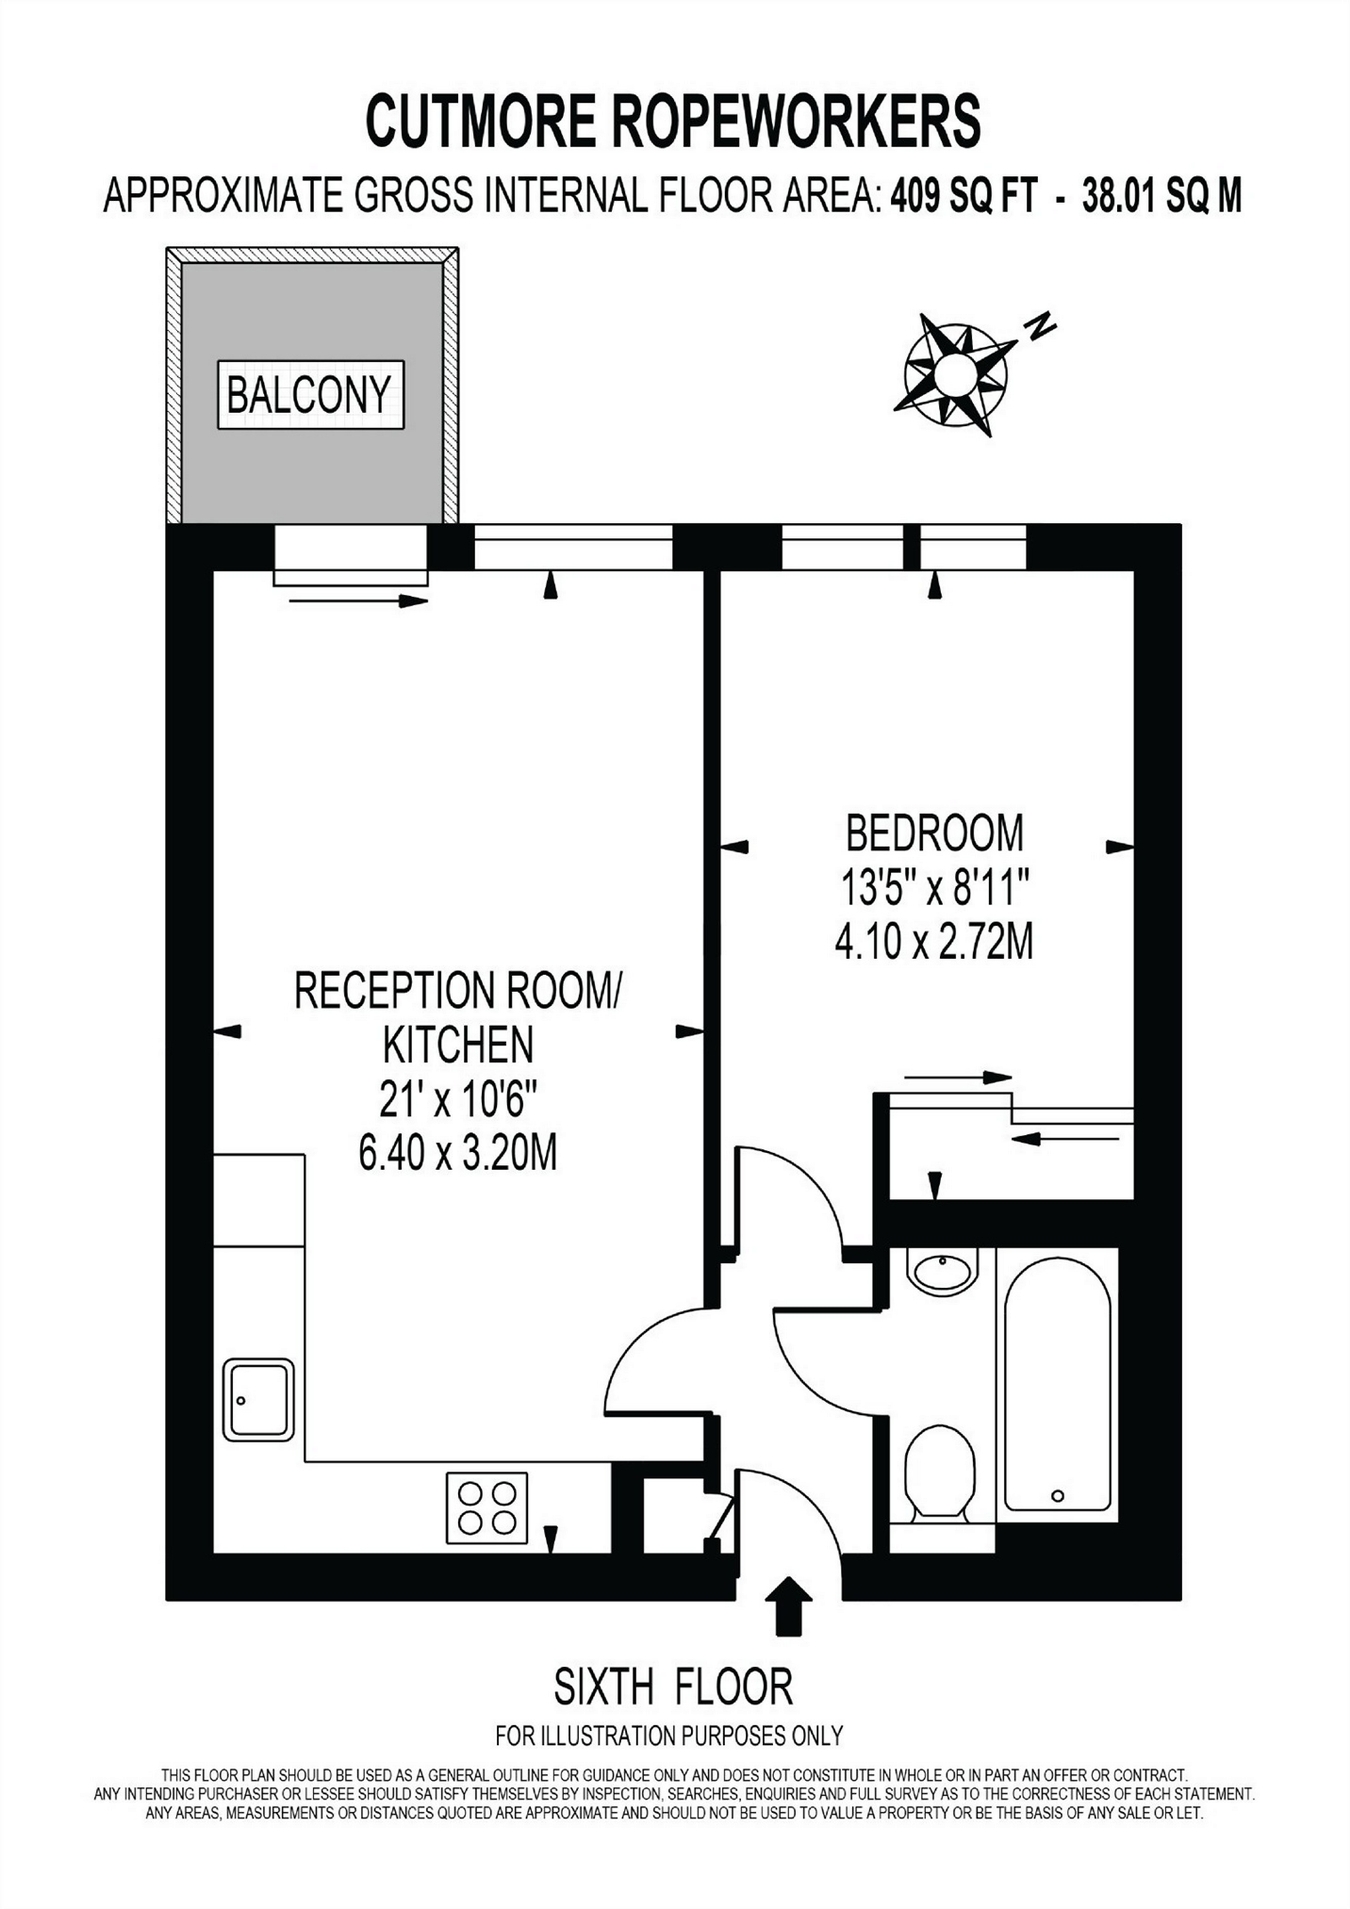 CUTMORE ROPEWORKERS
APPROXIMATE GROSS INTERNAL FLOOR AREA: 409 SQ FT - 38.01 SQ M
BALCONY
N
BEDROOM
13'5" x 8'11"
4.10 x 2.72M
RECEPTION ROOM/
KITCHEN
21' x 10'6"
6.40 x 3.20M
SIXTH FLOOR
FOR ILLUSTRATION PURPOSES ONLY
THIS FLOOR PLAN SHOULD BE USED AS A GENERAL OUTLINE FOR GUIDANCE ONLY AND DOES NOT CONSTITUTE IN WHOLE OR IN PART AN OFFER OR CONTRACT.
ANY INTENDING PURCHASER OR LESSEE SHOULD SATISFY THEMSELVES BY INSPECTION, SEARCHES, ENQUIRIES AND FULL SURVEY AS TO THE CORRECTNESS OF EACH STATEMENT.
ANY AREAS, MEASUREMENTS OR DISTANCES QUOTED ARE APPROXIMATE AND SHOULD NOT BE USED TO VALUE A PROPERTY OR BE THE BASIS OF ANY SALE OR LET.